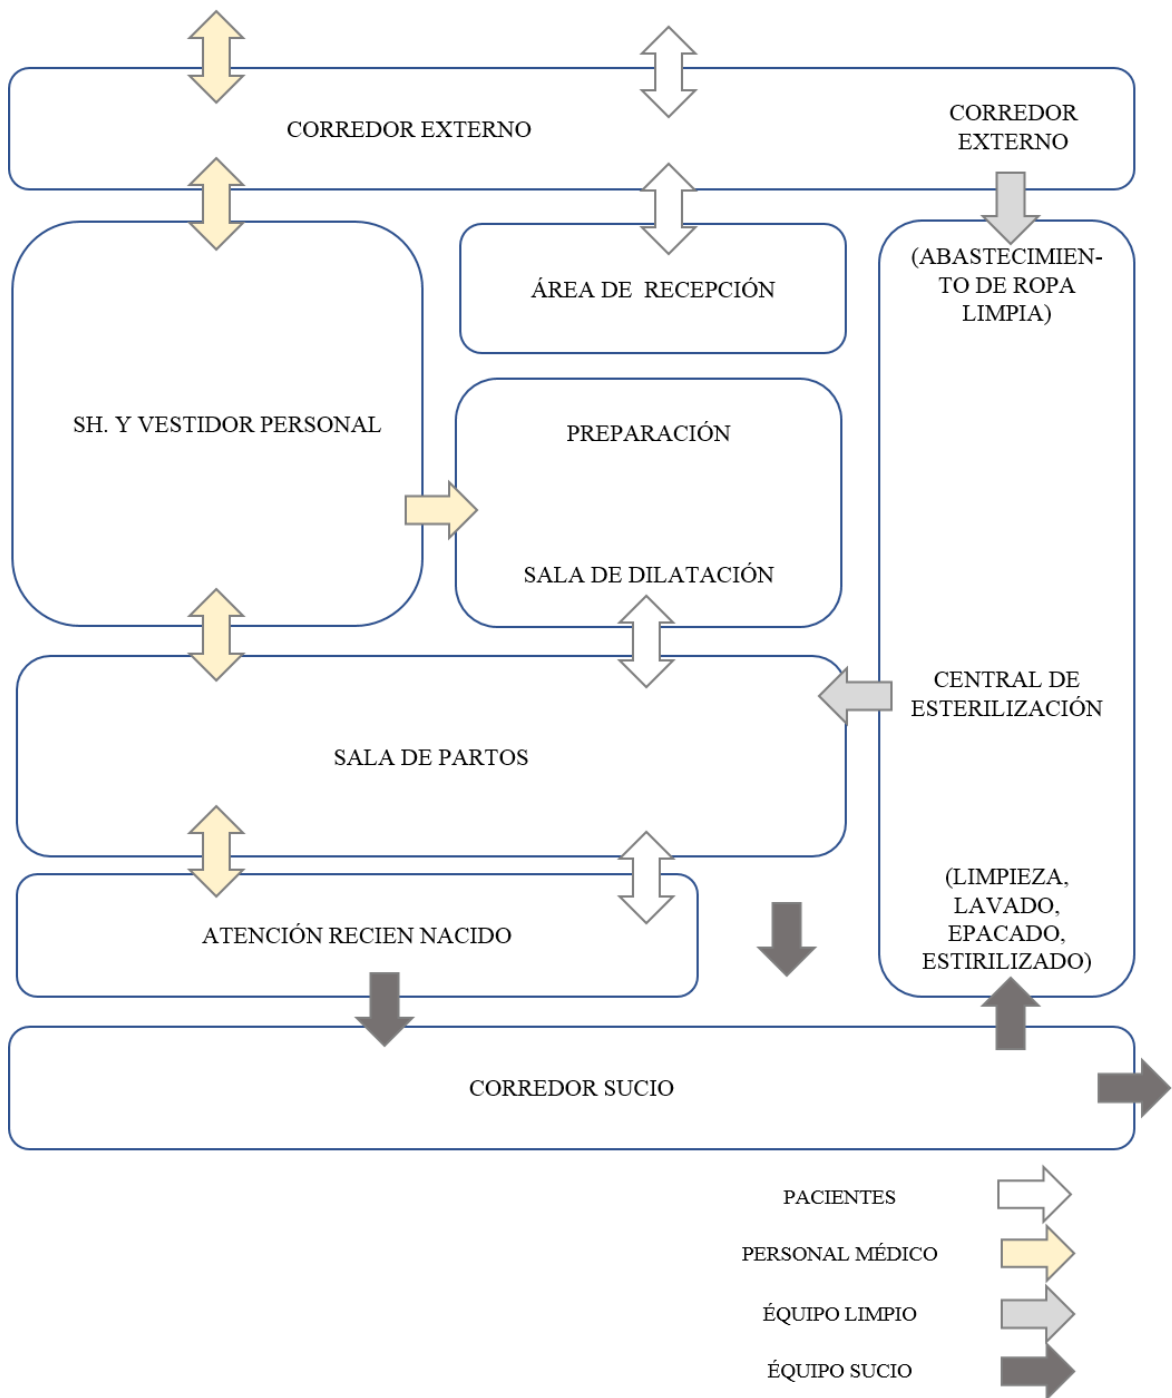 CORREDOR EXTERNO
CORREDOR
EXTERNO
(ABASTECIMIEN-
TO DE ROPA
LIMPIA)
ÁREA DE RECEPCIÓN
SH. Y VESTIDOR PERSONAL
PREPARACIÓN
SALA DE DILATACIÓN
CENTRAL DE
ESTERILIZACIÓN
SALA DE PARTOS
(LIMPIEZA,
LAVADO,
EPACADO,
ESTIRILIZADO)
ATENCIÓN RECIEN NACIDO
CORREDOR SUCIO
PACIENTES
PERSONAL MÉDICO
ÉQUIPO LIMPIO
ÉQUIPO SUCIO